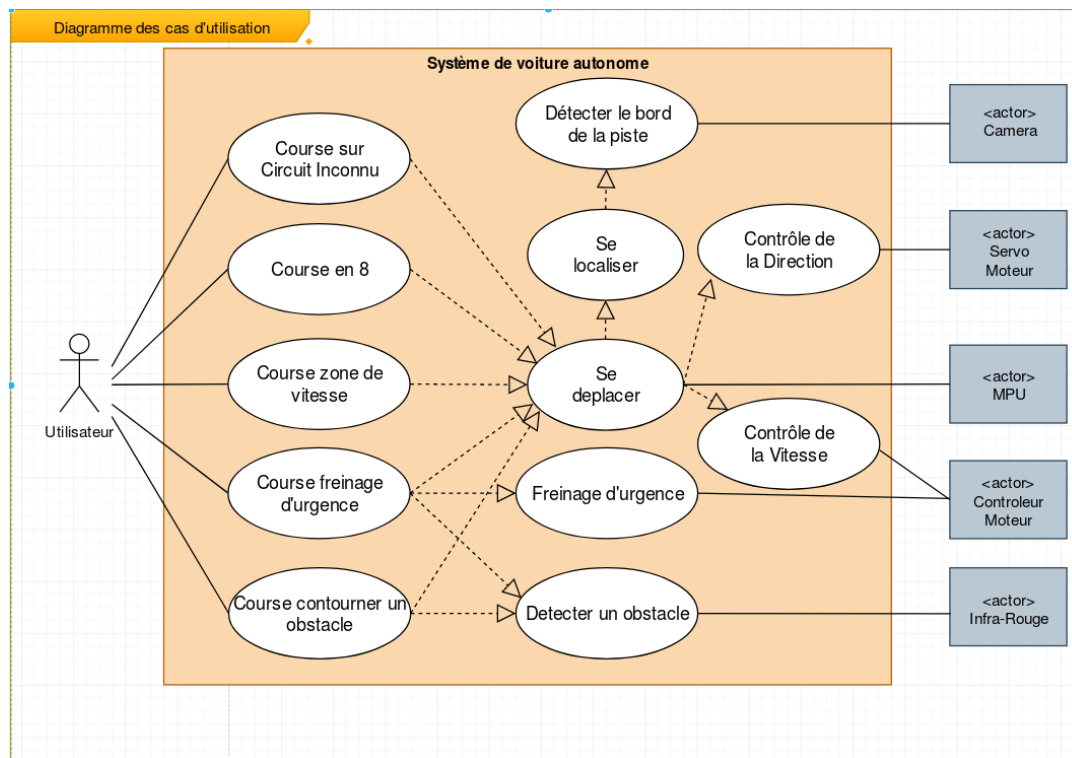 Diagramme des cas d'utilisation
Système de voiture autonome
Détecter le bord
de la piste
<actor>
Camera
Course sur
Circuit Inconnu
Se
localiser
Contrôle de
la Direction
<actor>
Servo
Moteur
Course en 8
Utilisateur
Course zone de
vitesse
Se
deplacer
<actor>
MPU
Contrôle de
la Vitesse
Course freinage
d'urgence
Freinage d'urgence
<actor>
Controleur
Moteur
Course contourner un
obstacle
Detecter un obstacle
<actor>
Infra-Rouge